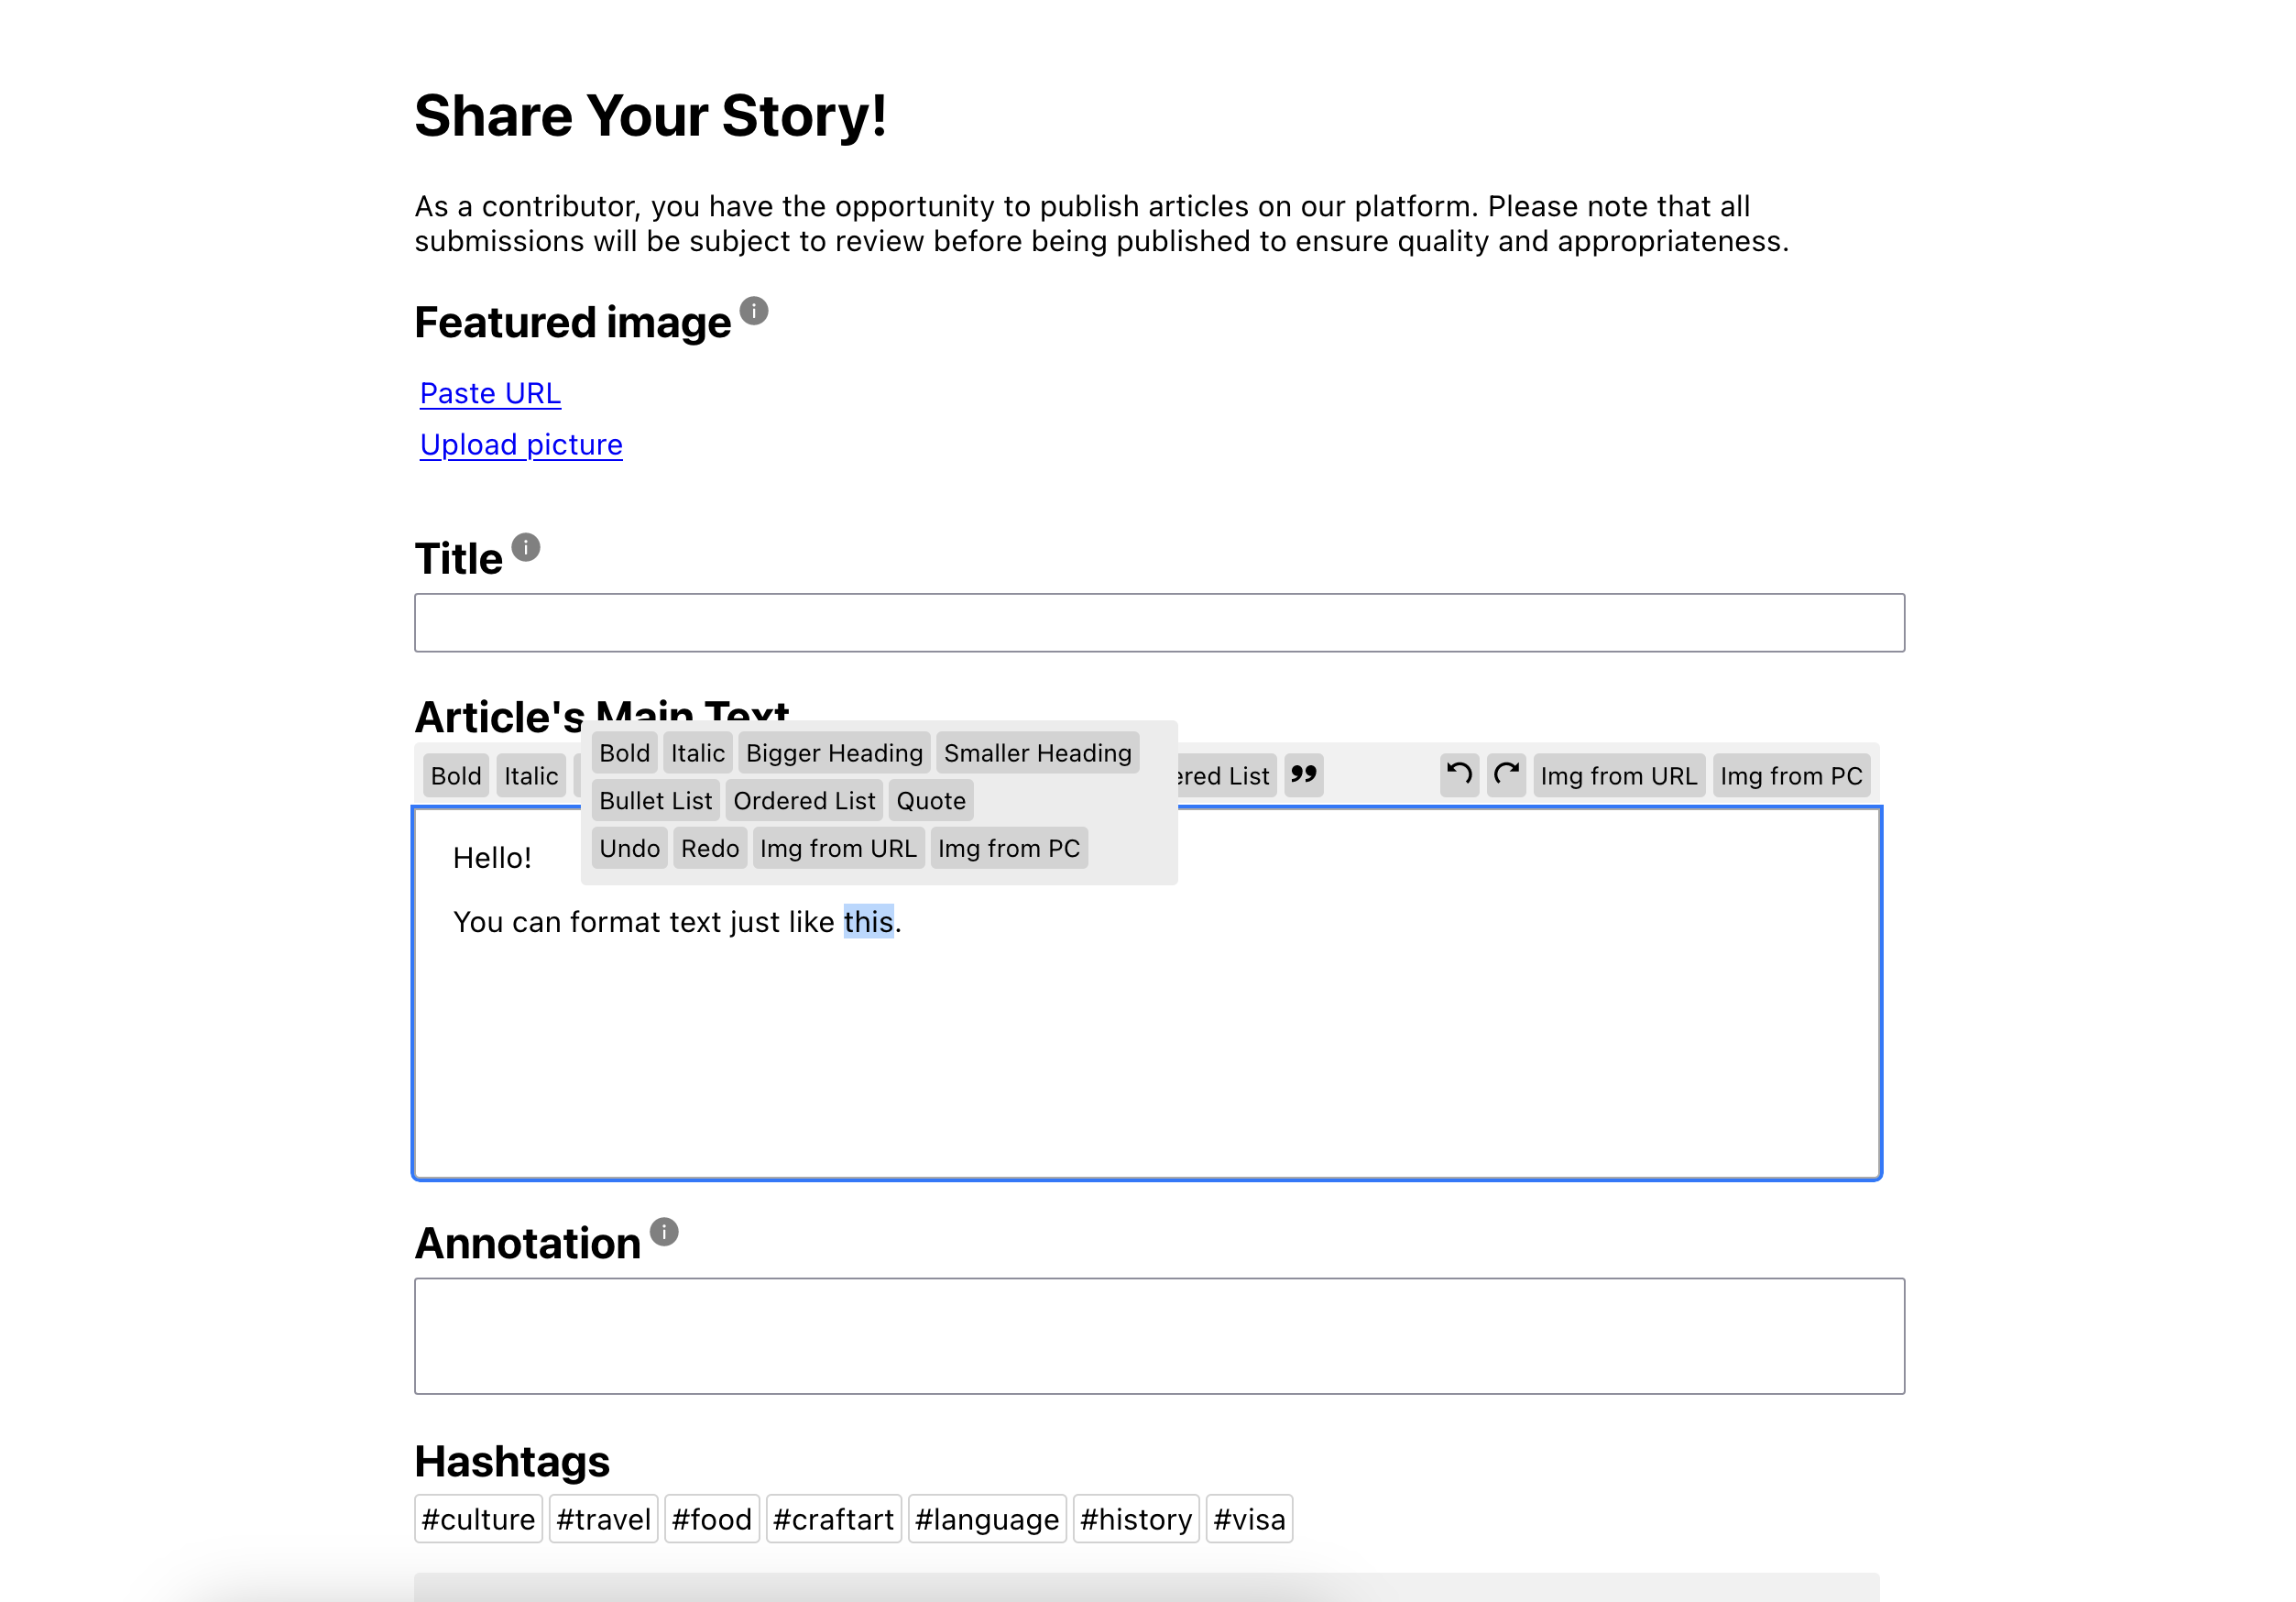 Share Your Story!
As a contributor, you have the opportunity to publish articles on our platform. Please note that all
submissions will be subject to review before being published to ensure quality and appropriateness.
Featured image i
Paste URL
Upload picture
Title i
Article's Main Text
Bold Italic Bigger Heading Smaller Heading
Bold Italic ered List ” Img from URL Img from PC
Bullet List Ordered List Quote
Undo Redo Img from URL Img from PC
Hello!
You can format text just like this.
Annotation i
Hashtags
#culture #travel #food #craftart #language #history #visa